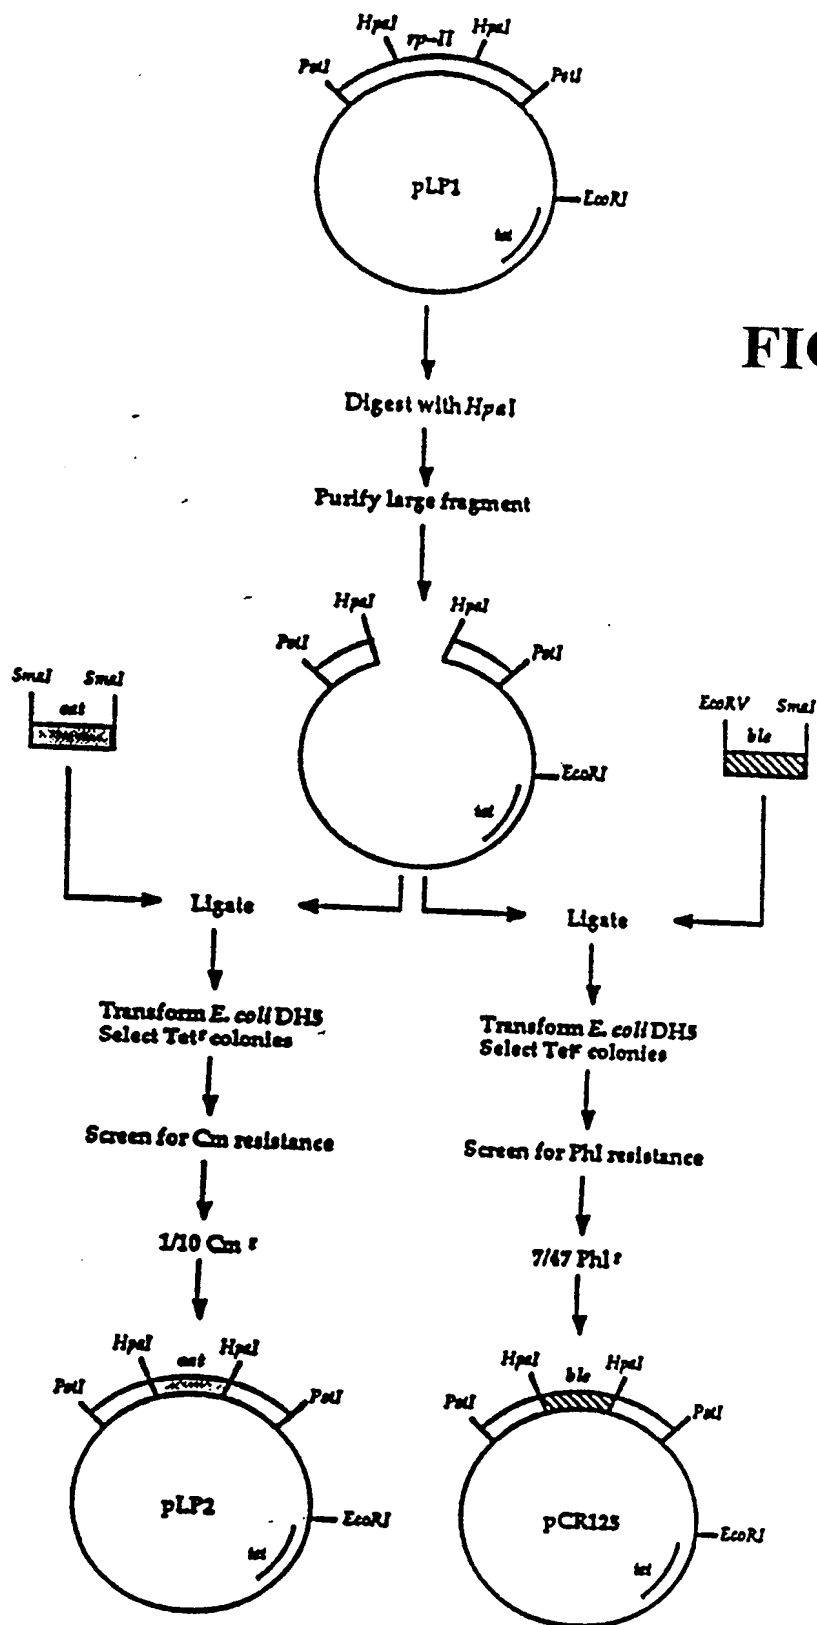 HpaI rp-II HpaI
PstI PstI
pLP1
EcoRI
tet
FIG
Digest with HpaI
Purify large fragment
HpaI HpaI
PstI PstI
SmaI SmaI
cat
EcoRV SmaI
ble
EcoRI
tet
Ligate
Ligate
Transform E. coli DH5
Select Tetr colonies
Transform E. coli DH5
Select Tetr colonies
Screen for Cm resistance
Screen for Phl resistance
1/10 Cm r
7/47 Phl r
HpaI cat HpaI
PstI PstI
pLP2
EcoRI
tet
HpaI ble HpaI
PstI PstI
pCR125
EcoRI
tet